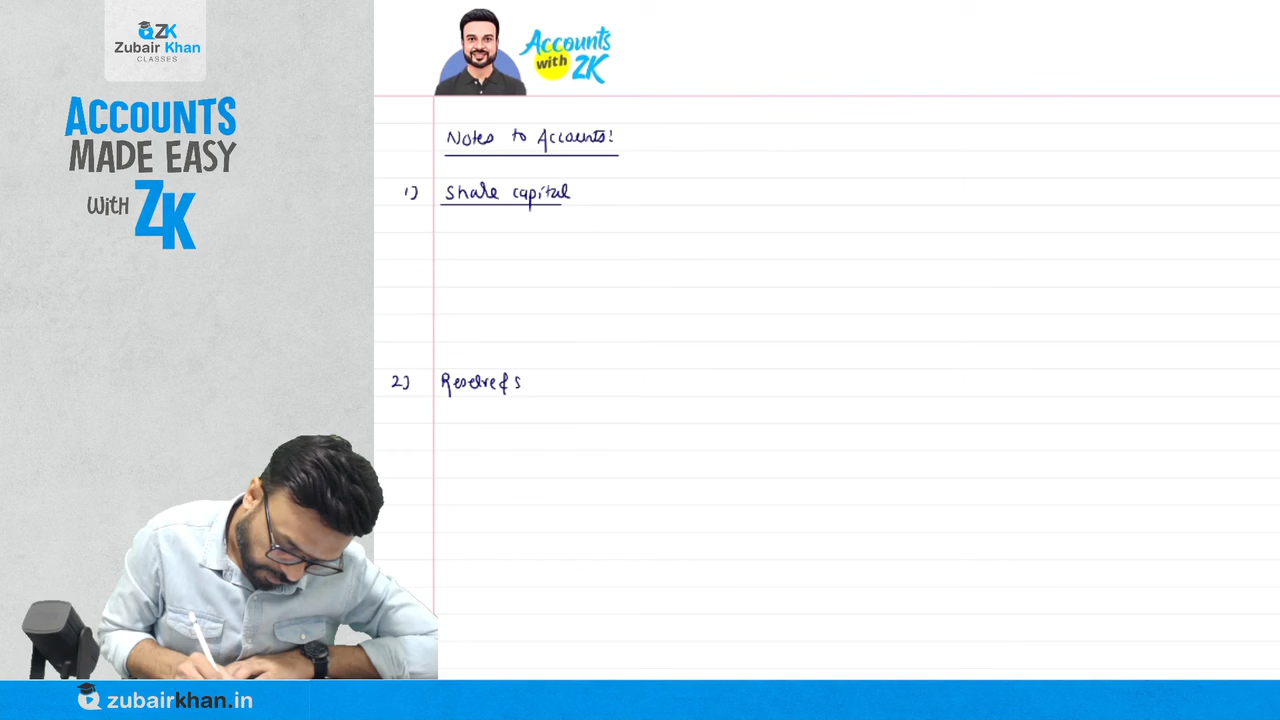 ZK
Zubair Khan
CLASSES
ACCOUNTS
MADE EASY
with ZK
Accounts
with ZK
Notes to Accounts:
1) Share capital
2) Reserve & S
zubairkhan.in